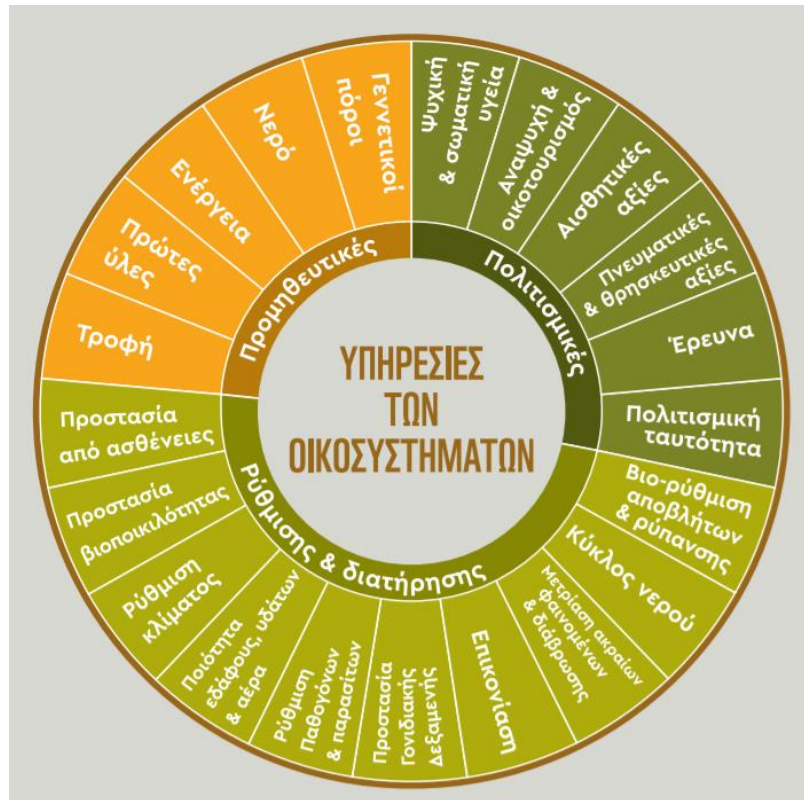 ΥΠΗΡΕΣΙΕΣ
ΤΩΝ
ΟΙΚΟΣΥΣΤΗΜΑΤΩΝ
Πολιτισμικές
Ψυχική
& σωματική
υγεία
Αναψυχή &
οικοτουρισμός
Αισθητικές
αξίες
Πνευματικές
& θρησκευτικές
αξίες
Έρευνα
Πολιτισμική
ταυτότητα
Ρύθμισης & διατήρησης
Βιο-ρύθμιση
αποβλήτων
& ρύπανσης
Κύκλος νερού
Μετρίαση ακραίων
φαινομένων
& διάβρωσης
Επικονίαση
Προστασία
Γονιδιακής
Δεξαμενής
Ρύθμιση
Παθογόνων
& παρασίτων
Ποιότητα
εδάφους, υδάτων
& αέρα
Ρύθμιση
κλίματος
Προστασία
βιοποικιλότητας
Προστασία
από ασθένειες
Προμηθευτικές
Τροφή
Πρώτες
ύλες
Ενέργεια
Νερό
Γεννετικοί
πόροι